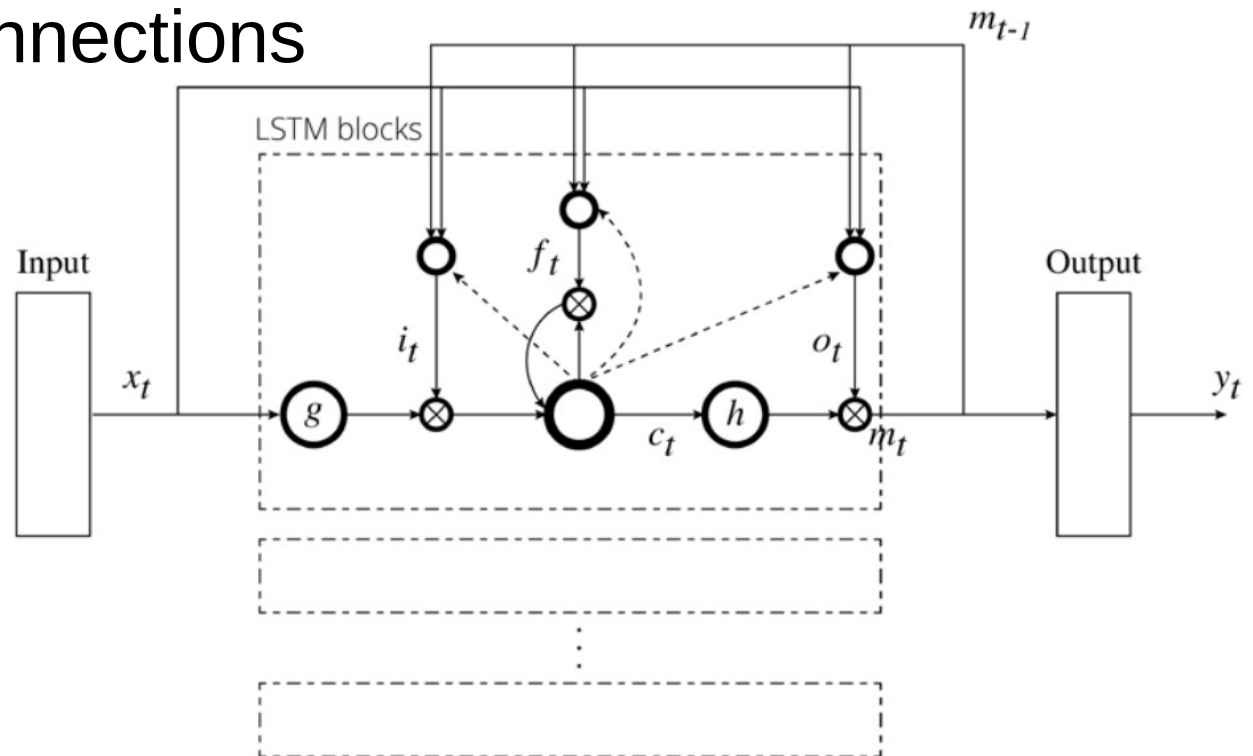 nnections
m_{t-1}
LSTM blocks
Input
f_t
Output
i_t
o_t
x_t
y_t
g
h
c_t
m_t